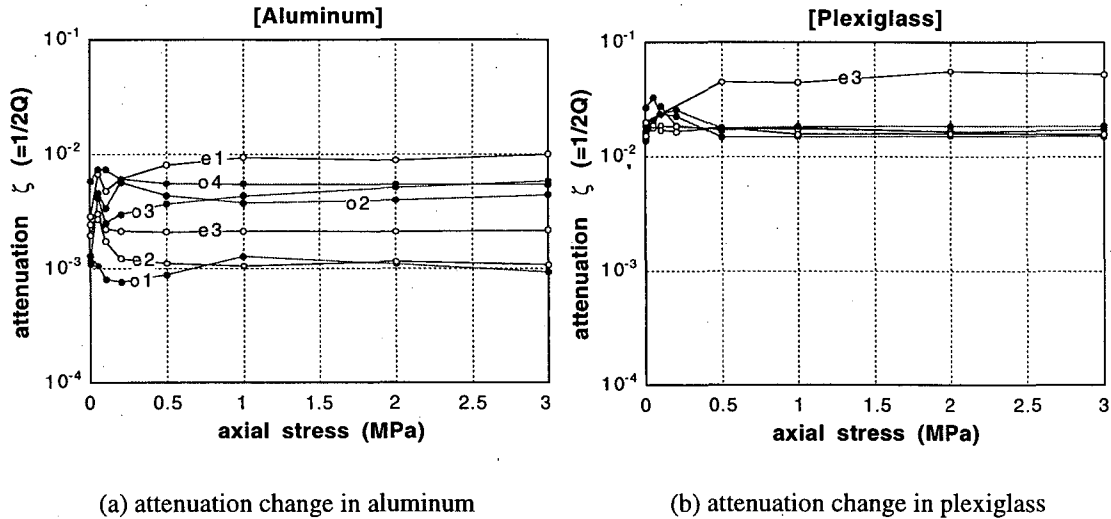 [Aluminum]
attenuation ζ (=1/2Q)
10⁻¹
10⁻²
10⁻³
10⁻⁴
e1
o4
o2
o3
e3
e2
o1
0 0.5 1 1.5 2 2.5 3
axial stress (MPa)
(a) attenuation change in aluminum
[Plexiglass]
attenuation ζ (=1/2Q)
10⁻¹
10⁻²
10⁻³
10⁻⁴
e3
0 0.5 1 1.5 2 2.5 3
axial stress (MPa)
(b) attenuation change in plexiglass